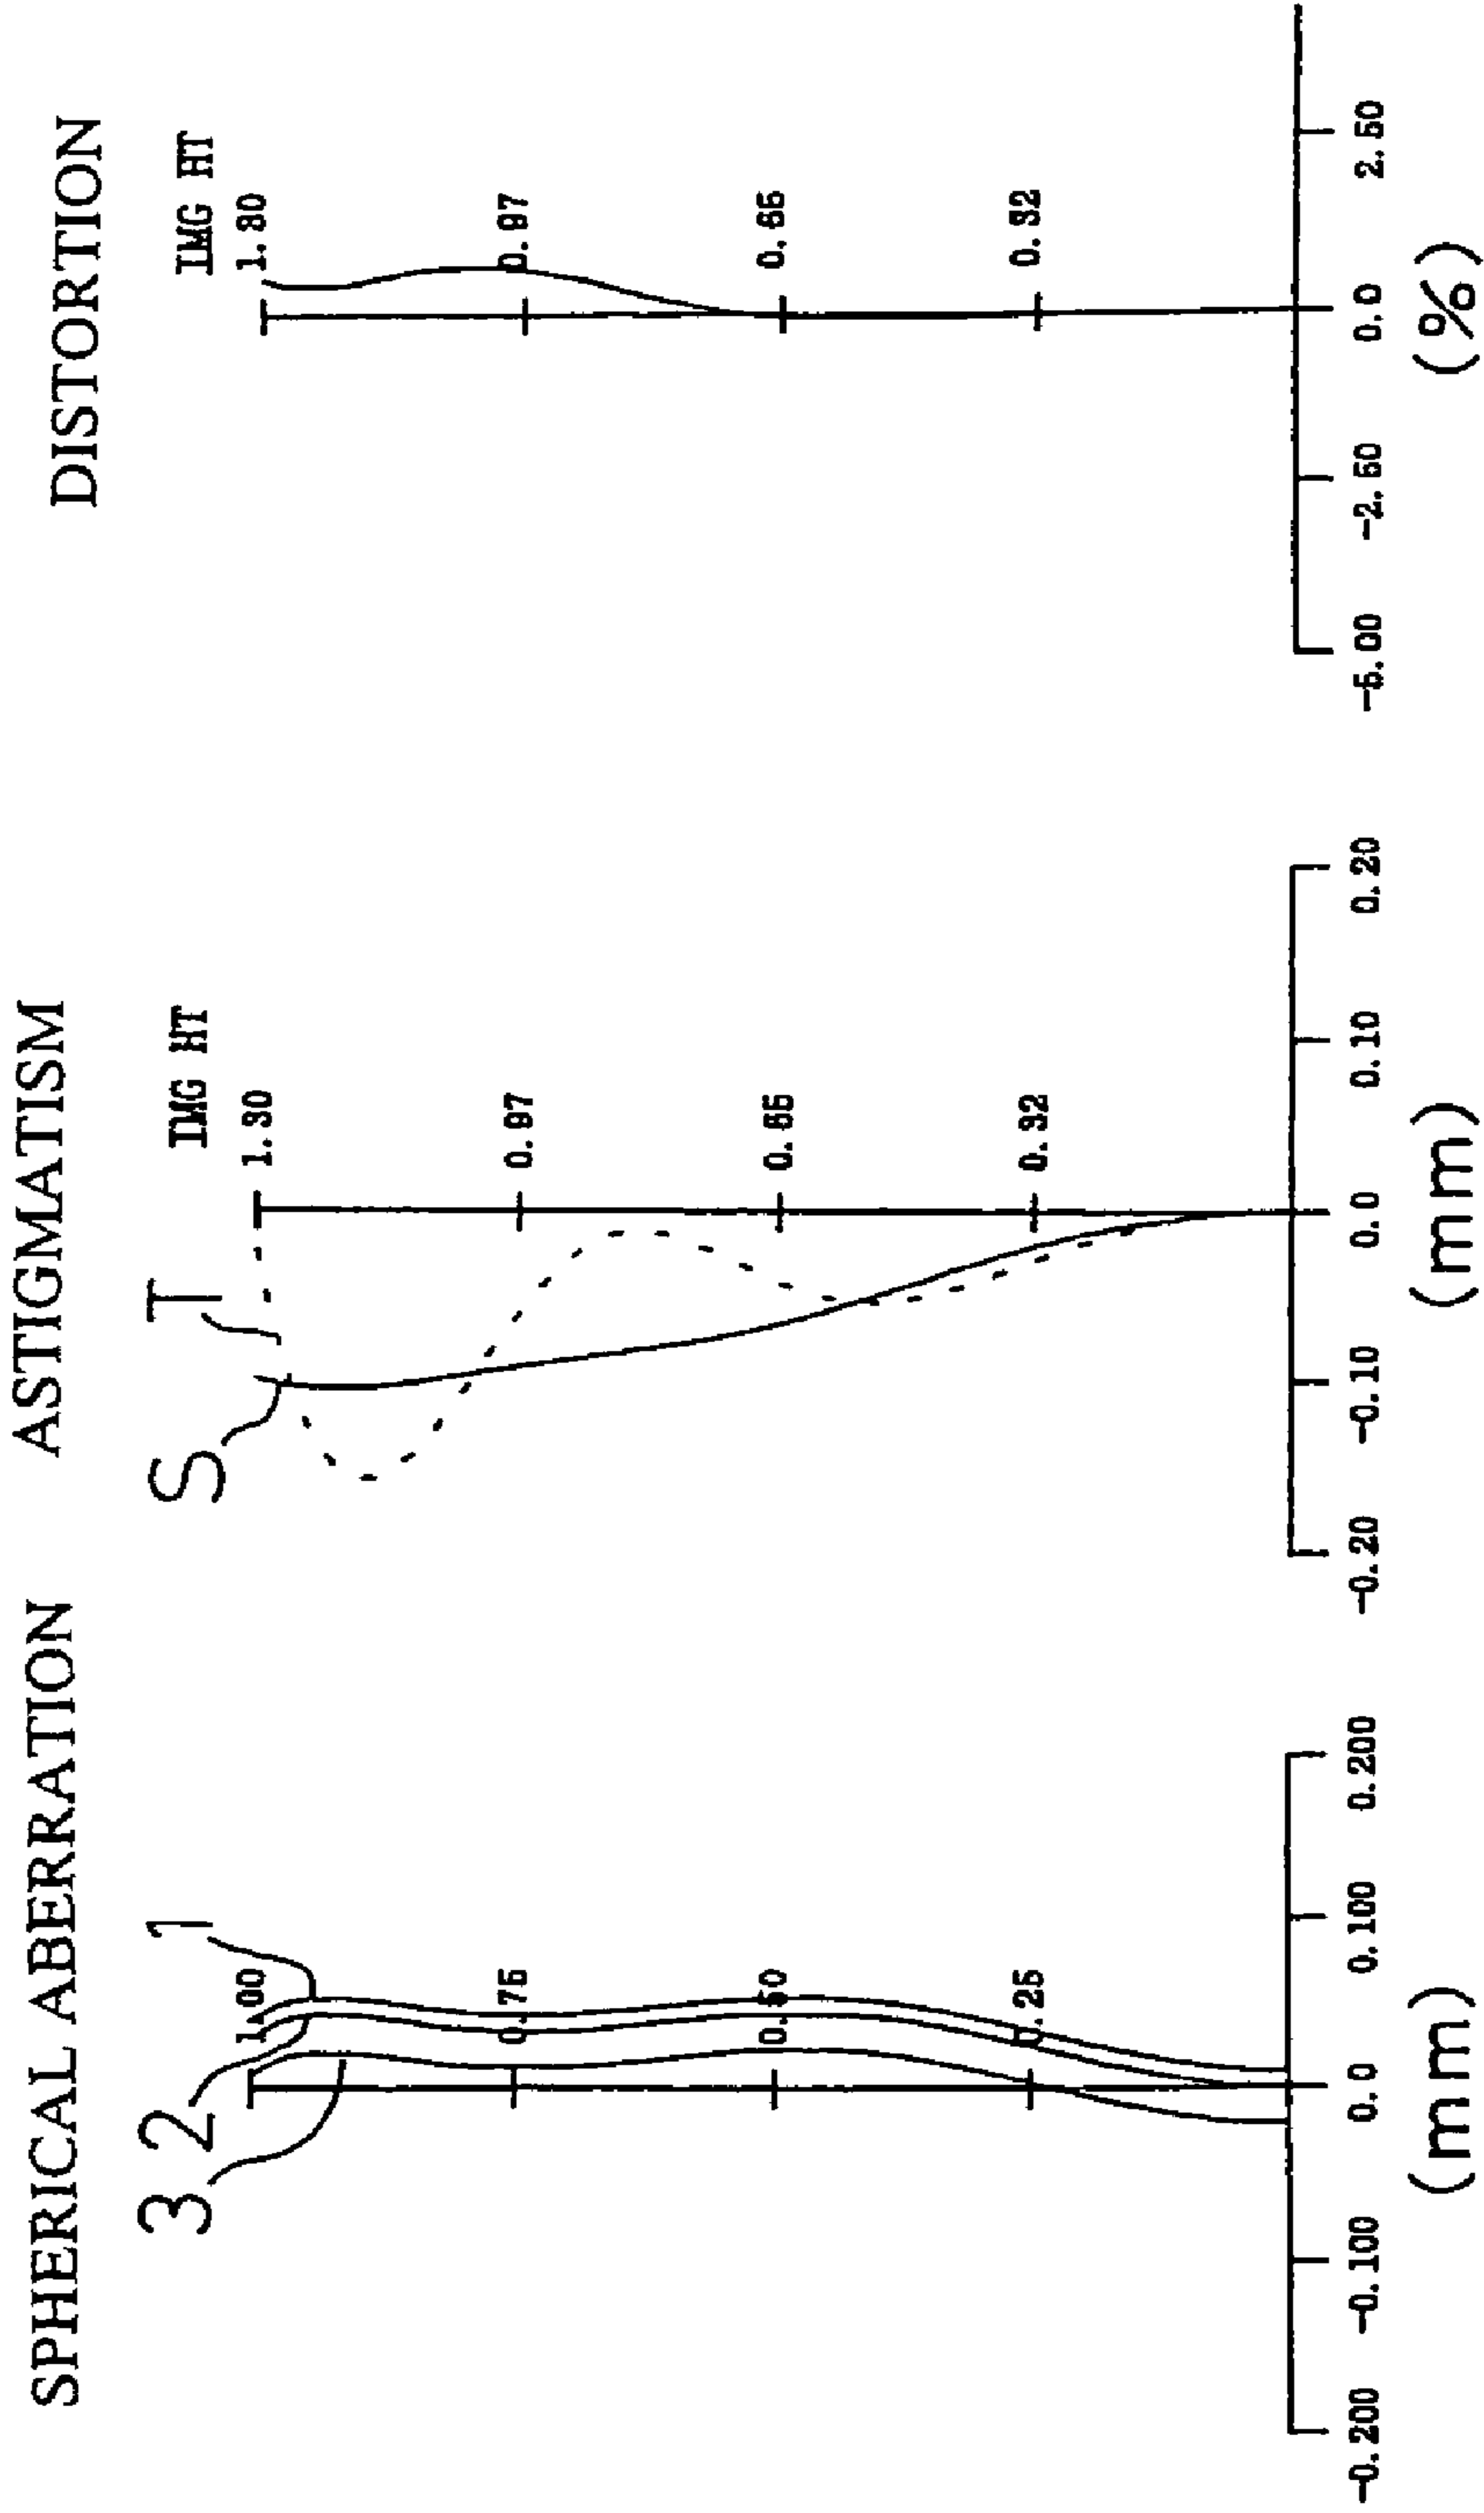 SPHERICAL ABERRATION
3 2 1
1.00
0.75
0.50
0.25
-0.200 -0.100 0.0 0.100 0.200
(mm)
ASTIGMATISM
S T
IMG HT
1.30
0.97
0.65
0.32
-0.20 -0.10 0.0 0.10 0.20
(mm)
DISTORTION
IMG HT
1.30
0.97
0.65
0.32
-5.00 -2.50 0.0 2.50
(%)